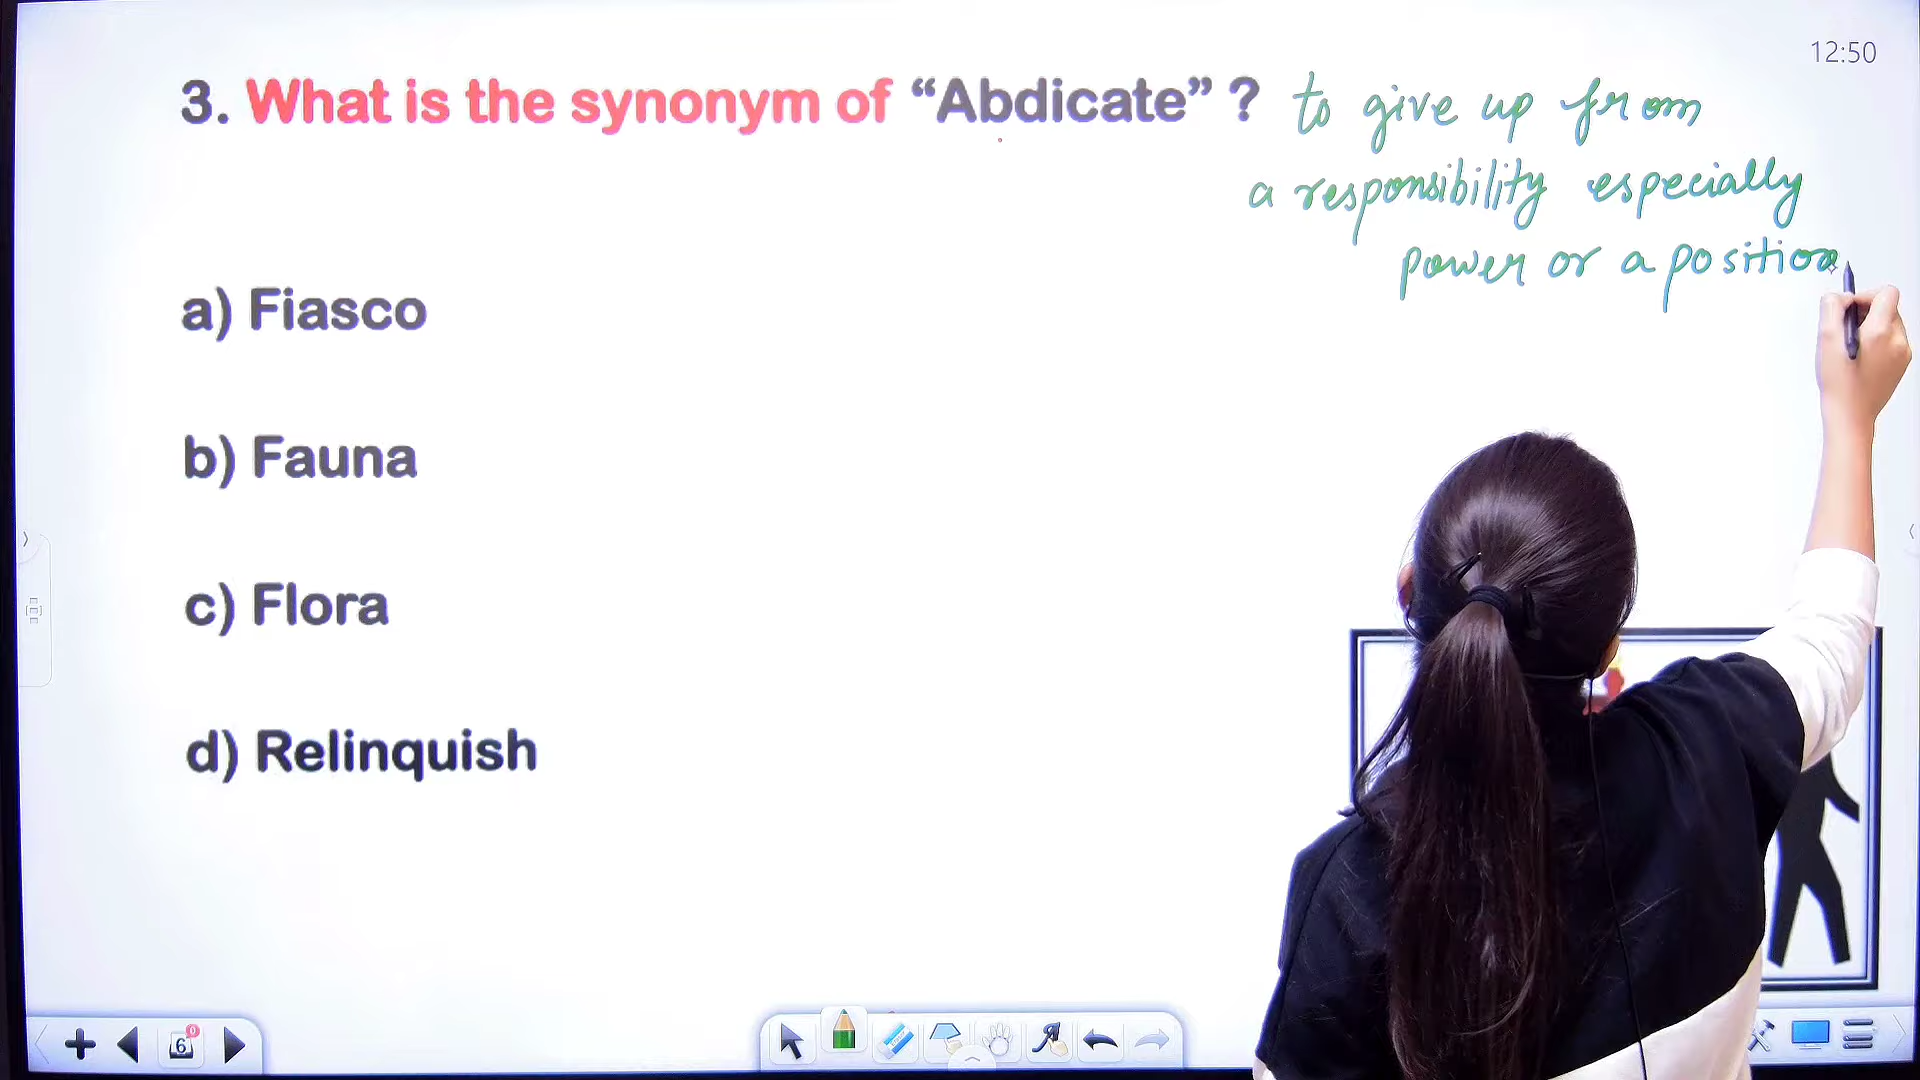 12:50
3. What is the synonym of “Abdicate” ? to give up from
a responsibility especially
power or a position
a) Fiasco
b) Fauna
c) Flora
d) Relinquish
6
0